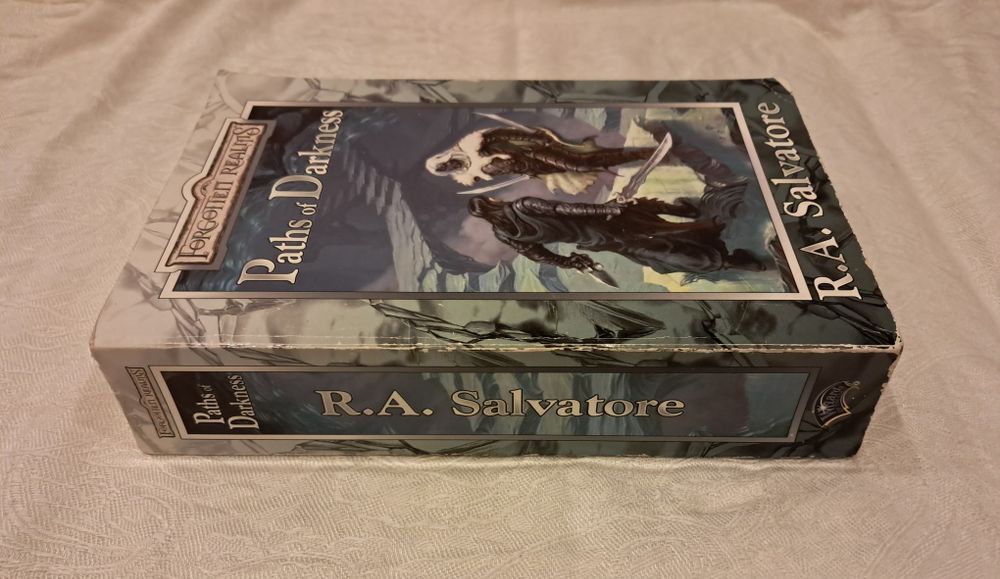 FORGOTTEN REALMS
Paths of Darkness
R.A. Salvatore
FORGOTTEN REALMS
Paths of
Darkness
R.A. Salvatore